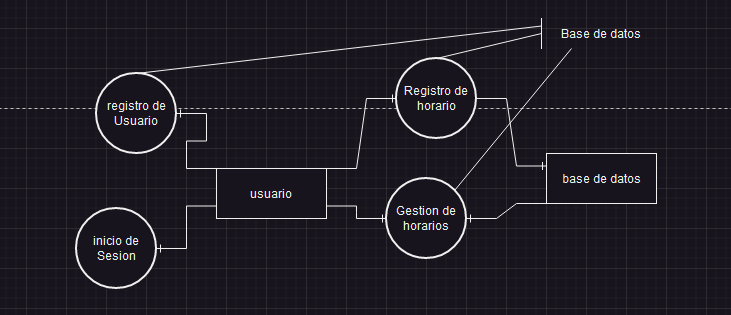 Base de datos
registro de
Usuario
Registro de
horario
usuario
base de datos
inicio de
Sesion
Gestion de
horarios